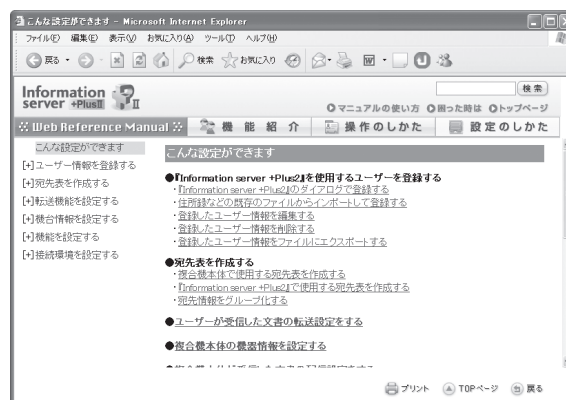 こんな設定ができます - Microsoft Internet Explorer
ファイル(F) 編集(E) 表示(V) お気に入り(A) ツール(T) ヘルプ(H)
戻る 検索 お気に入り
Information server +PlusII II
検索
マニュアルの使い方 困った時は トップページ
Web Reference Manual 機能紹介 操作のしかた 設定のしかた
こんな設定ができます
[+]ユーザー情報を登録する
[+]宛先表を作成する
[+]転送機能を設定する
[+]機台情報を設定する
[+]機能を設定する
[+]接続環境を設定する
こんな設定ができます
●『Information server +Plus2』を使用するユーザーを登録する
・『Information server +Plus2』のダイアログで登録する
・住所録などの既存のファイルからインポートして登録する
・登録したユーザー情報を編集する
・登録したユーザー情報を削除する
・登録したユーザー情報をファイルにエクスポートする
●宛先表を作成する
・複合機本体で使用する宛先表を作成する
・『Information server +Plus2』で使用する宛先表を作成する
・宛先情報をグループ化する
●ユーザーが受信した文書の転送設定をする
●複合機本体の機器情報を設定する
プリント TOPページ 戻る